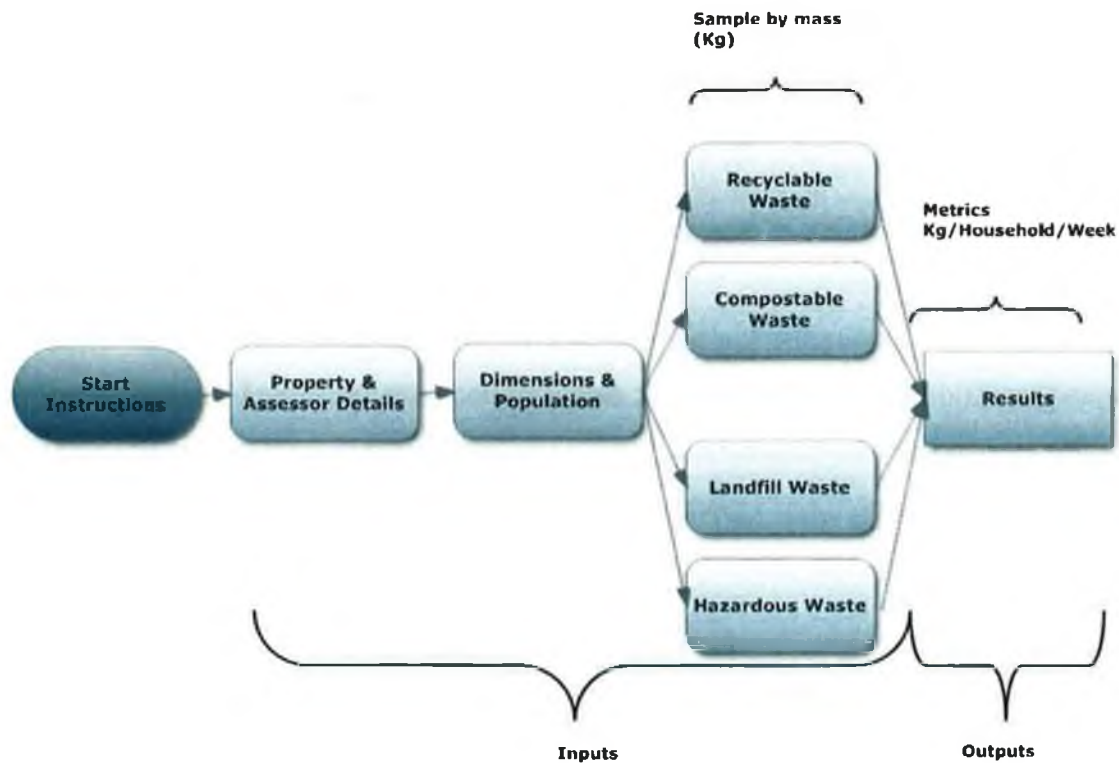 Sample by mass
(Kg)
Recyclable
Waste
Metrics
Kg/Household/Week
Compostable
Waste
Start
Instructions
Property &
Assessor Details
Dimensions &
Population
Results
Landfill Waste
Hazardous Waste
Inputs
Outputs